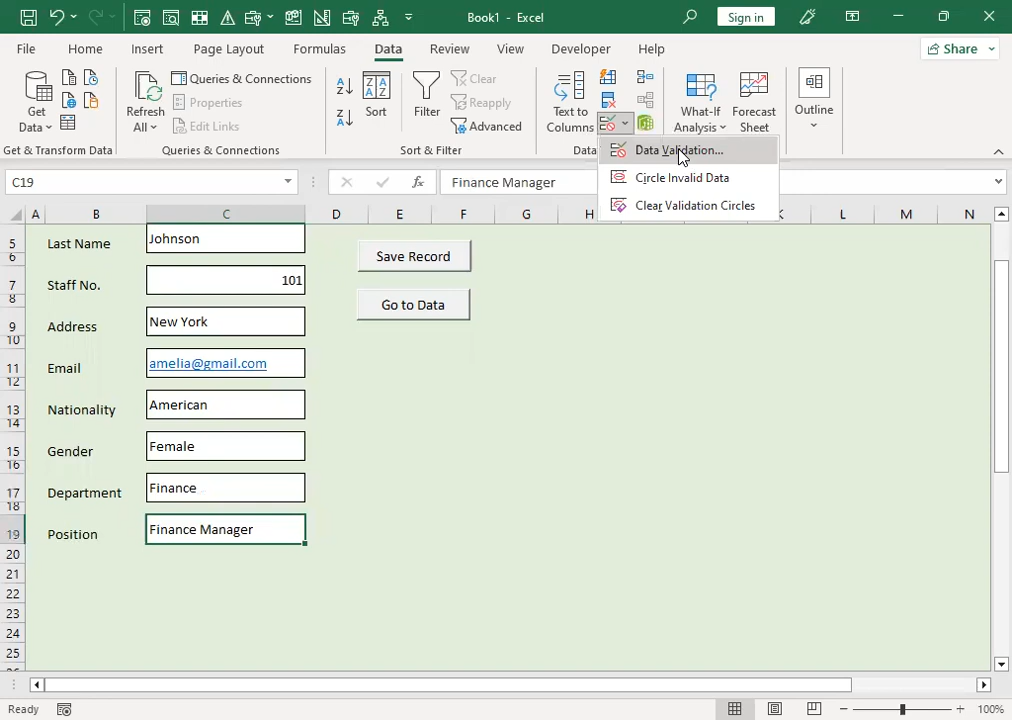 Book1 - Excel
Sign in
File Home Insert Page Layout Formulas Data Review View Developer Help
Share
Get Data
Refresh All
Queries & Connections
Properties
Edit Links
Sort
Filter
Clear
Reapply
Advanced
Text to Columns
What-If Analysis
Forecast Sheet
Outline
Get & Transform Data
Queries & Connections
Sort & Filter
Data
Data Validation...
Circle Invalid Data
Clear Validation Circles
C19
fx
Finance Manager
A B C D E F G H K L M N
5 Last Name Johnson
6
7 Staff No. 101
8
9 Address New York
10
11 Email amelia@gmail.com
12
13 Nationality American
14
15 Gender Female
16
17 Department Finance
18
19 Position Finance Manager
20
21
22
23
24
25
Save Record
Go to Data
Ready
100%